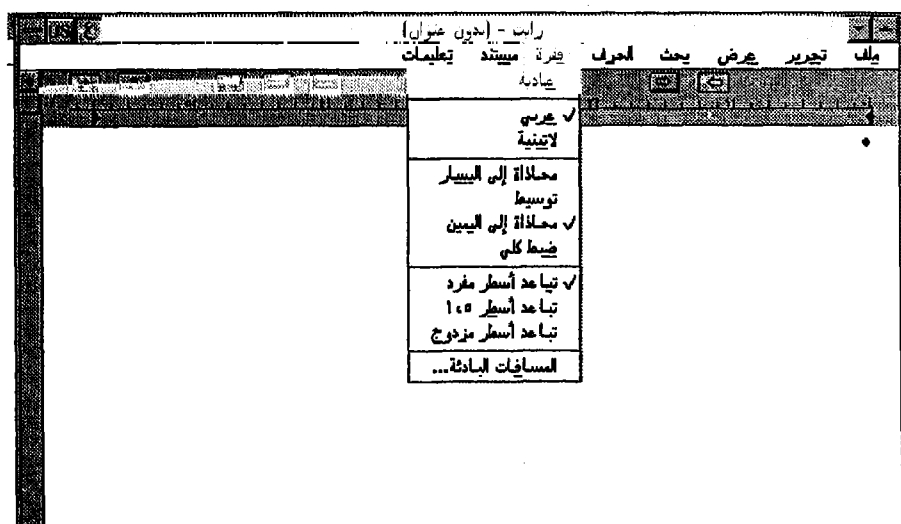 رايت - (بدون عنوان)
ملف تحرير عرض بحث الحرف فقرة مستند تعليمات
عادية
✓ عربي
لاتينية
محاذاة إلى اليسار
توسيط
✓ محاذاة إلى اليمين
ضبط كلي
✓ تباعد أسطر مفرد
تباعد أسطر ١،٥
تباعد أسطر مزدوج
المسافات البادئة...